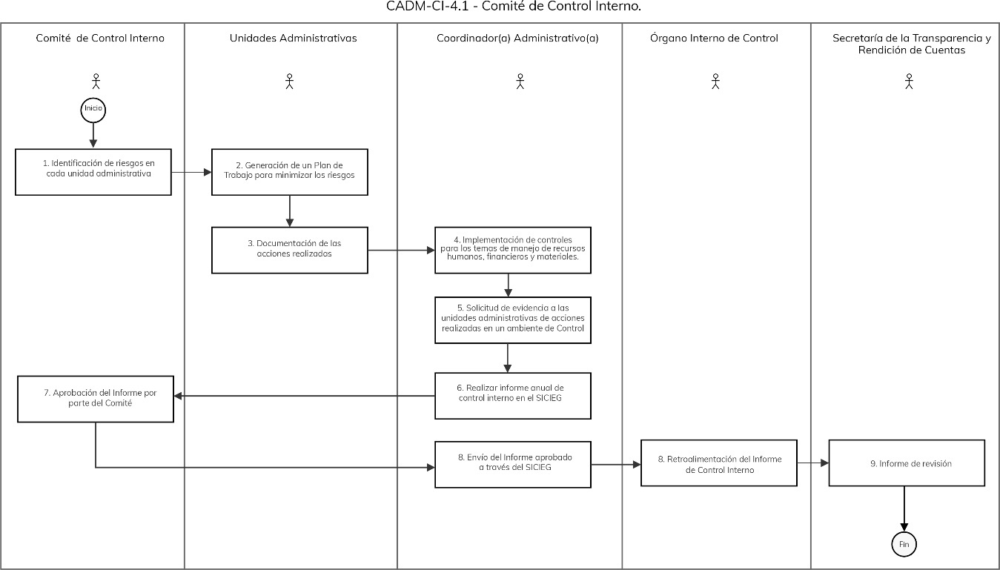 CADM-CI-4.1 - Comité de Control Interno.
Comité de Control Interno
Unidades Administrativas
Coordinador(a) Administrativo(a)
Órgano Interno de Control
Secretaría de la Transparencia y
Rendición de Cuentas
Inicio
1. Identificación de riesgos en
cada unidad administrativa
2. Generación de un Plan de
Trabajo para minimizar los riesgos
3. Documentación de las
acciones realizadas
4. Implementación de controles
para los temas de manejo de recursos
humanos, financieros y materiales.
5. Solicitud de evidencia a las
unidades administrativas de acciones
realizadas en un ambiente de Control
6. Realizar informe anual de
control interno en el SICIEG
7. Aprobación del Informe por
parte del Comité
8. Envío del Informe aprobado
a través del SICIEG
8. Retroalimentación del Informe
de Control Interno
9. Informe de revisión
Fin